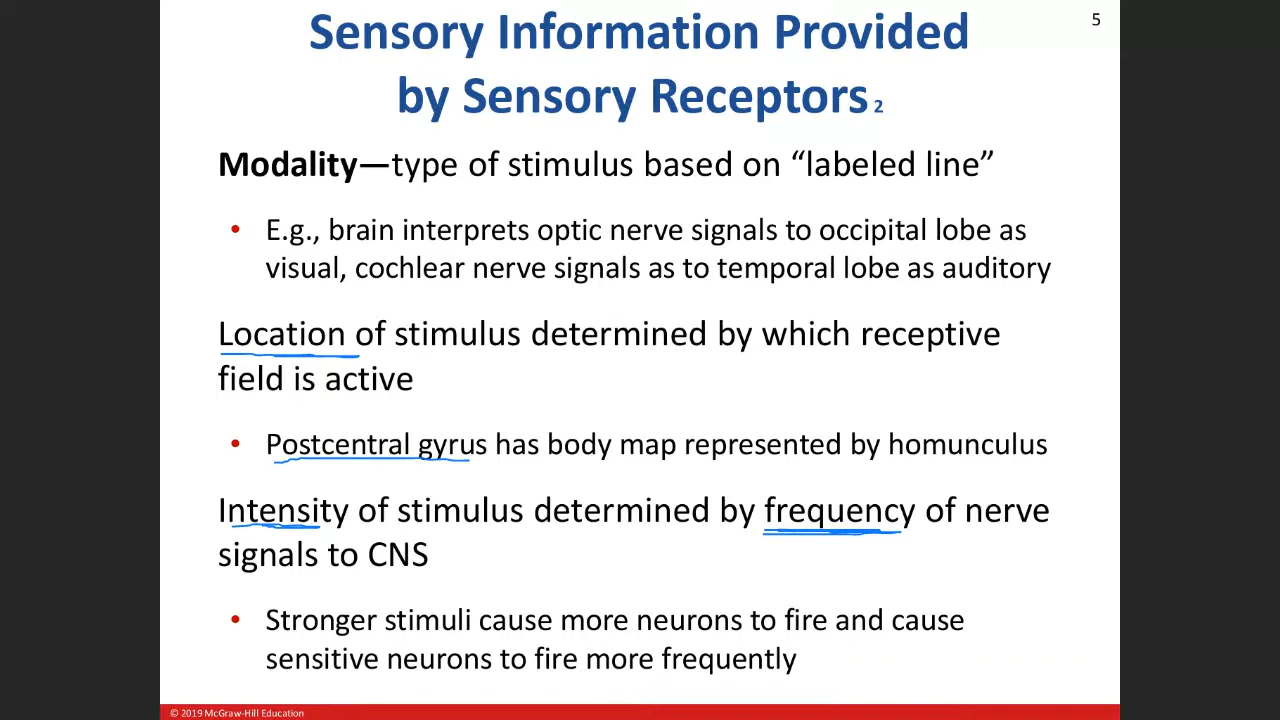 Sensory Information Provided
5
by Sensory Receptors 2
Modality—type of stimulus based on “labeled line”
• E.g., brain interprets optic nerve signals to occipital lobe as
visual, cochlear nerve signals as to temporal lobe as auditory
Location of stimulus determined by which receptive
field is active
• Postcentral gyrus has body map represented by homunculus
Intensity of stimulus determined by frequency of nerve
signals to CNS
• Stronger stimuli cause more neurons to fire and cause
sensitive neurons to fire more frequently
© 2019 McGraw-Hill Education